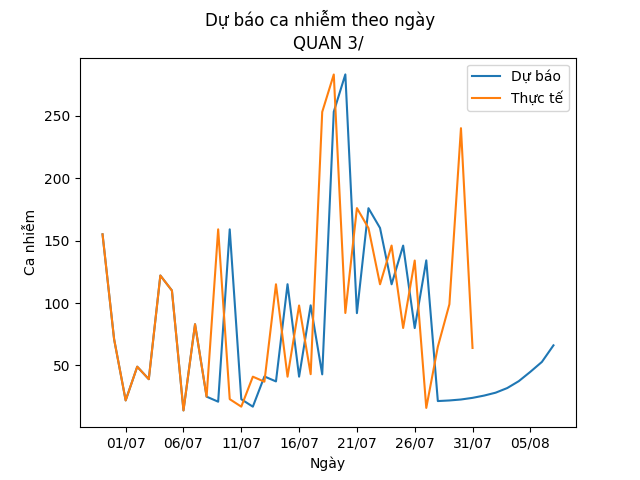 Dự báo ca nhiễm theo ngày
QUAN 3/
Dự báo
Thực tế
Ca nhiễm
250
200
150
100
50
01/07 06/07 11/07 16/07 21/07 26/07 31/07 05/08
Ngày